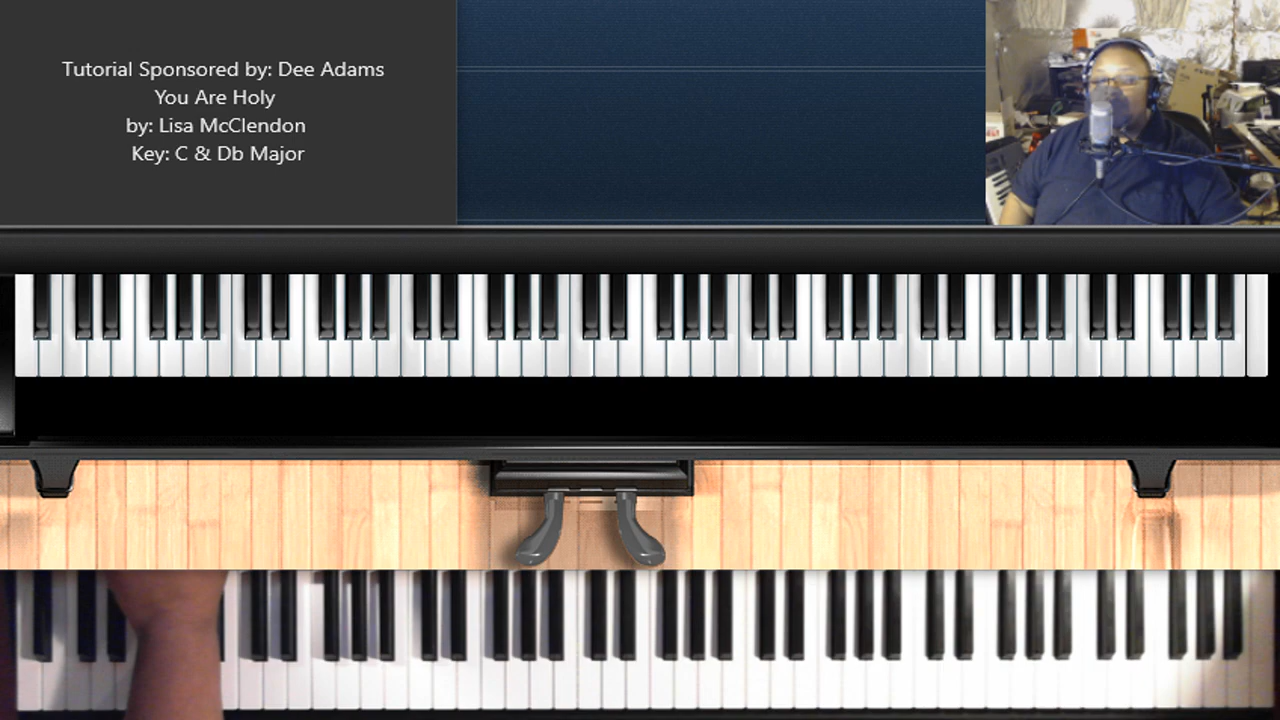 Tutorial Sponsored by: Dee Adams
You Are Holy
by: Lisa McClendon
Key: C & Db Major